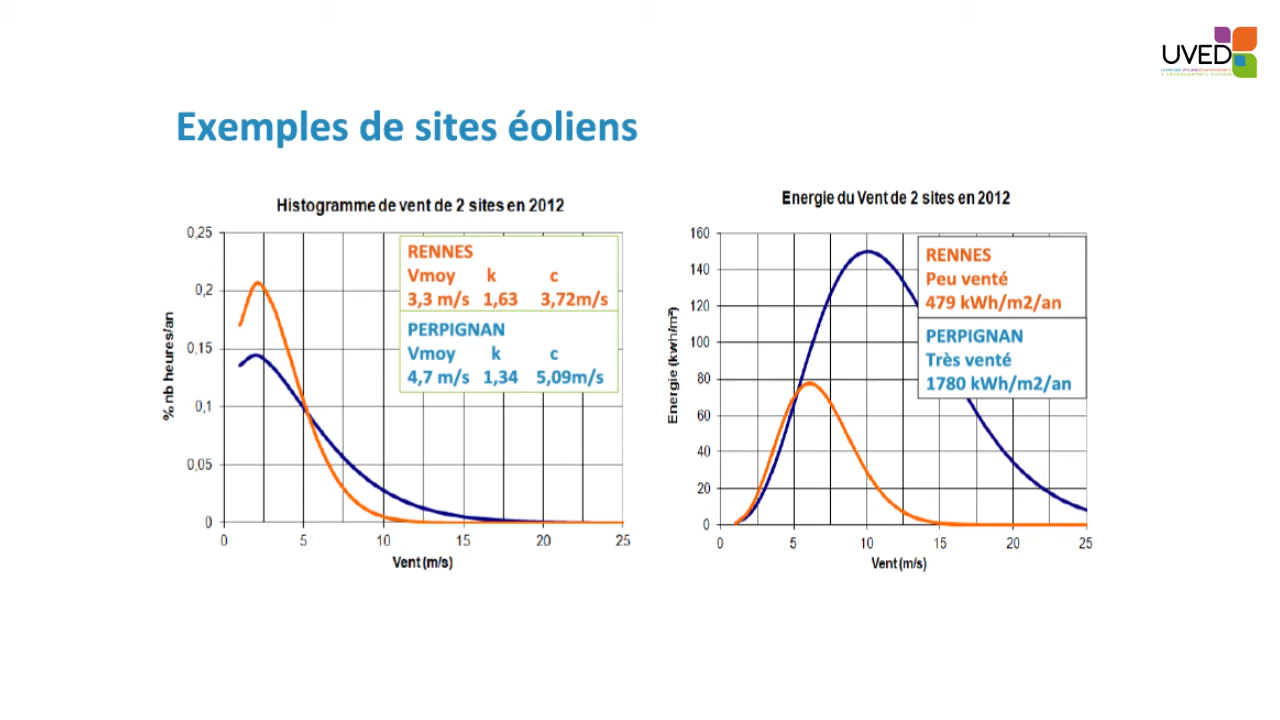 UVED
Exemples de sites éoliens
Histogramme de vent de 2 sites en 2012
% nb heures/an
0,25
0,2
0,15
0,1
0,05
0
RENNES
Vmoy k c
3,3 m/s 1,63 3,72m/s
PERPIGNAN
Vmoy k c
4,7 m/s 1,34 5,09m/s
0 5 10 15 20 25
Vent (m/s)
Energie du Vent de 2 sites en 2012
Energie (kwh/m²)
160
140
120
100
80
60
40
20
0
RENNES
Peu venté
479 kWh/m2/an
PERPIGNAN
Très venté
1780 kWh/m2/an
0 5 10 15 20 25
Vent (m/s)